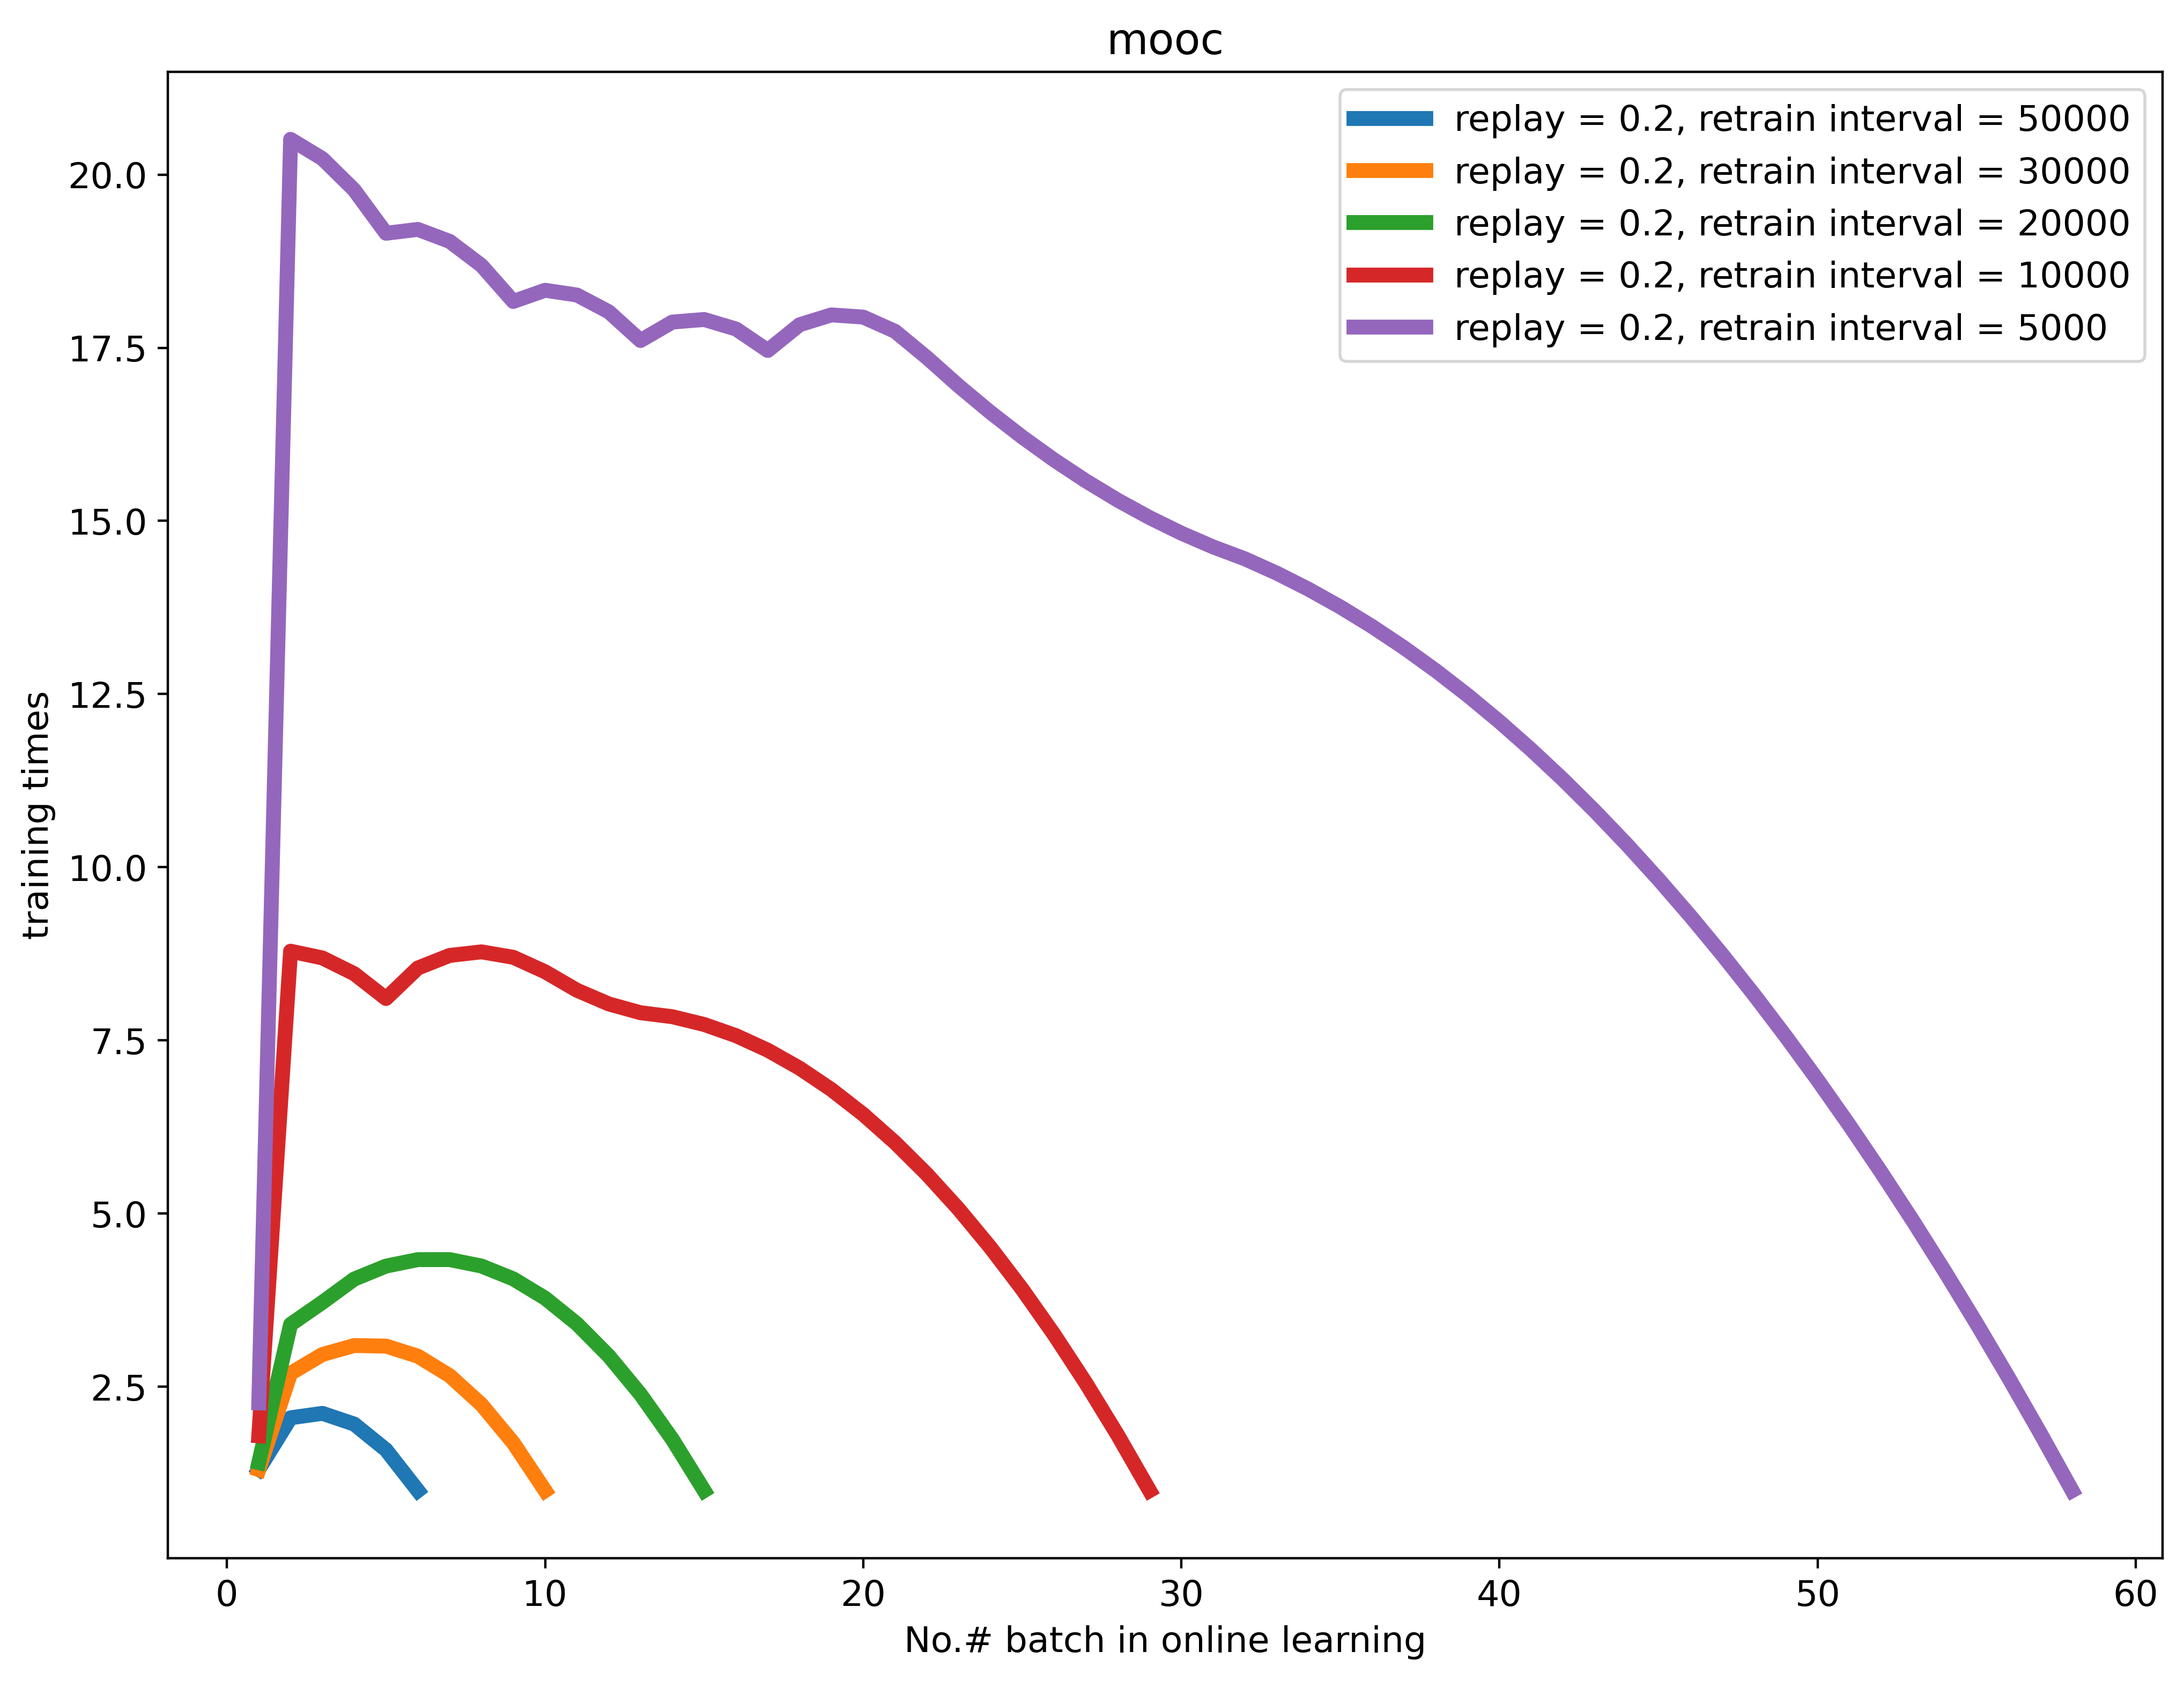 mooc
replay = 0.2, retrain interval = 50000
replay = 0.2, retrain interval = 30000
replay = 0.2, retrain interval = 20000
replay = 0.2, retrain interval = 10000
replay = 0.2, retrain interval = 5000
training times
20.0
17.5
15.0
12.5
10.0
7.5
5.0
2.5
0 10 20 30 40 50 60
No.# batch in online learning